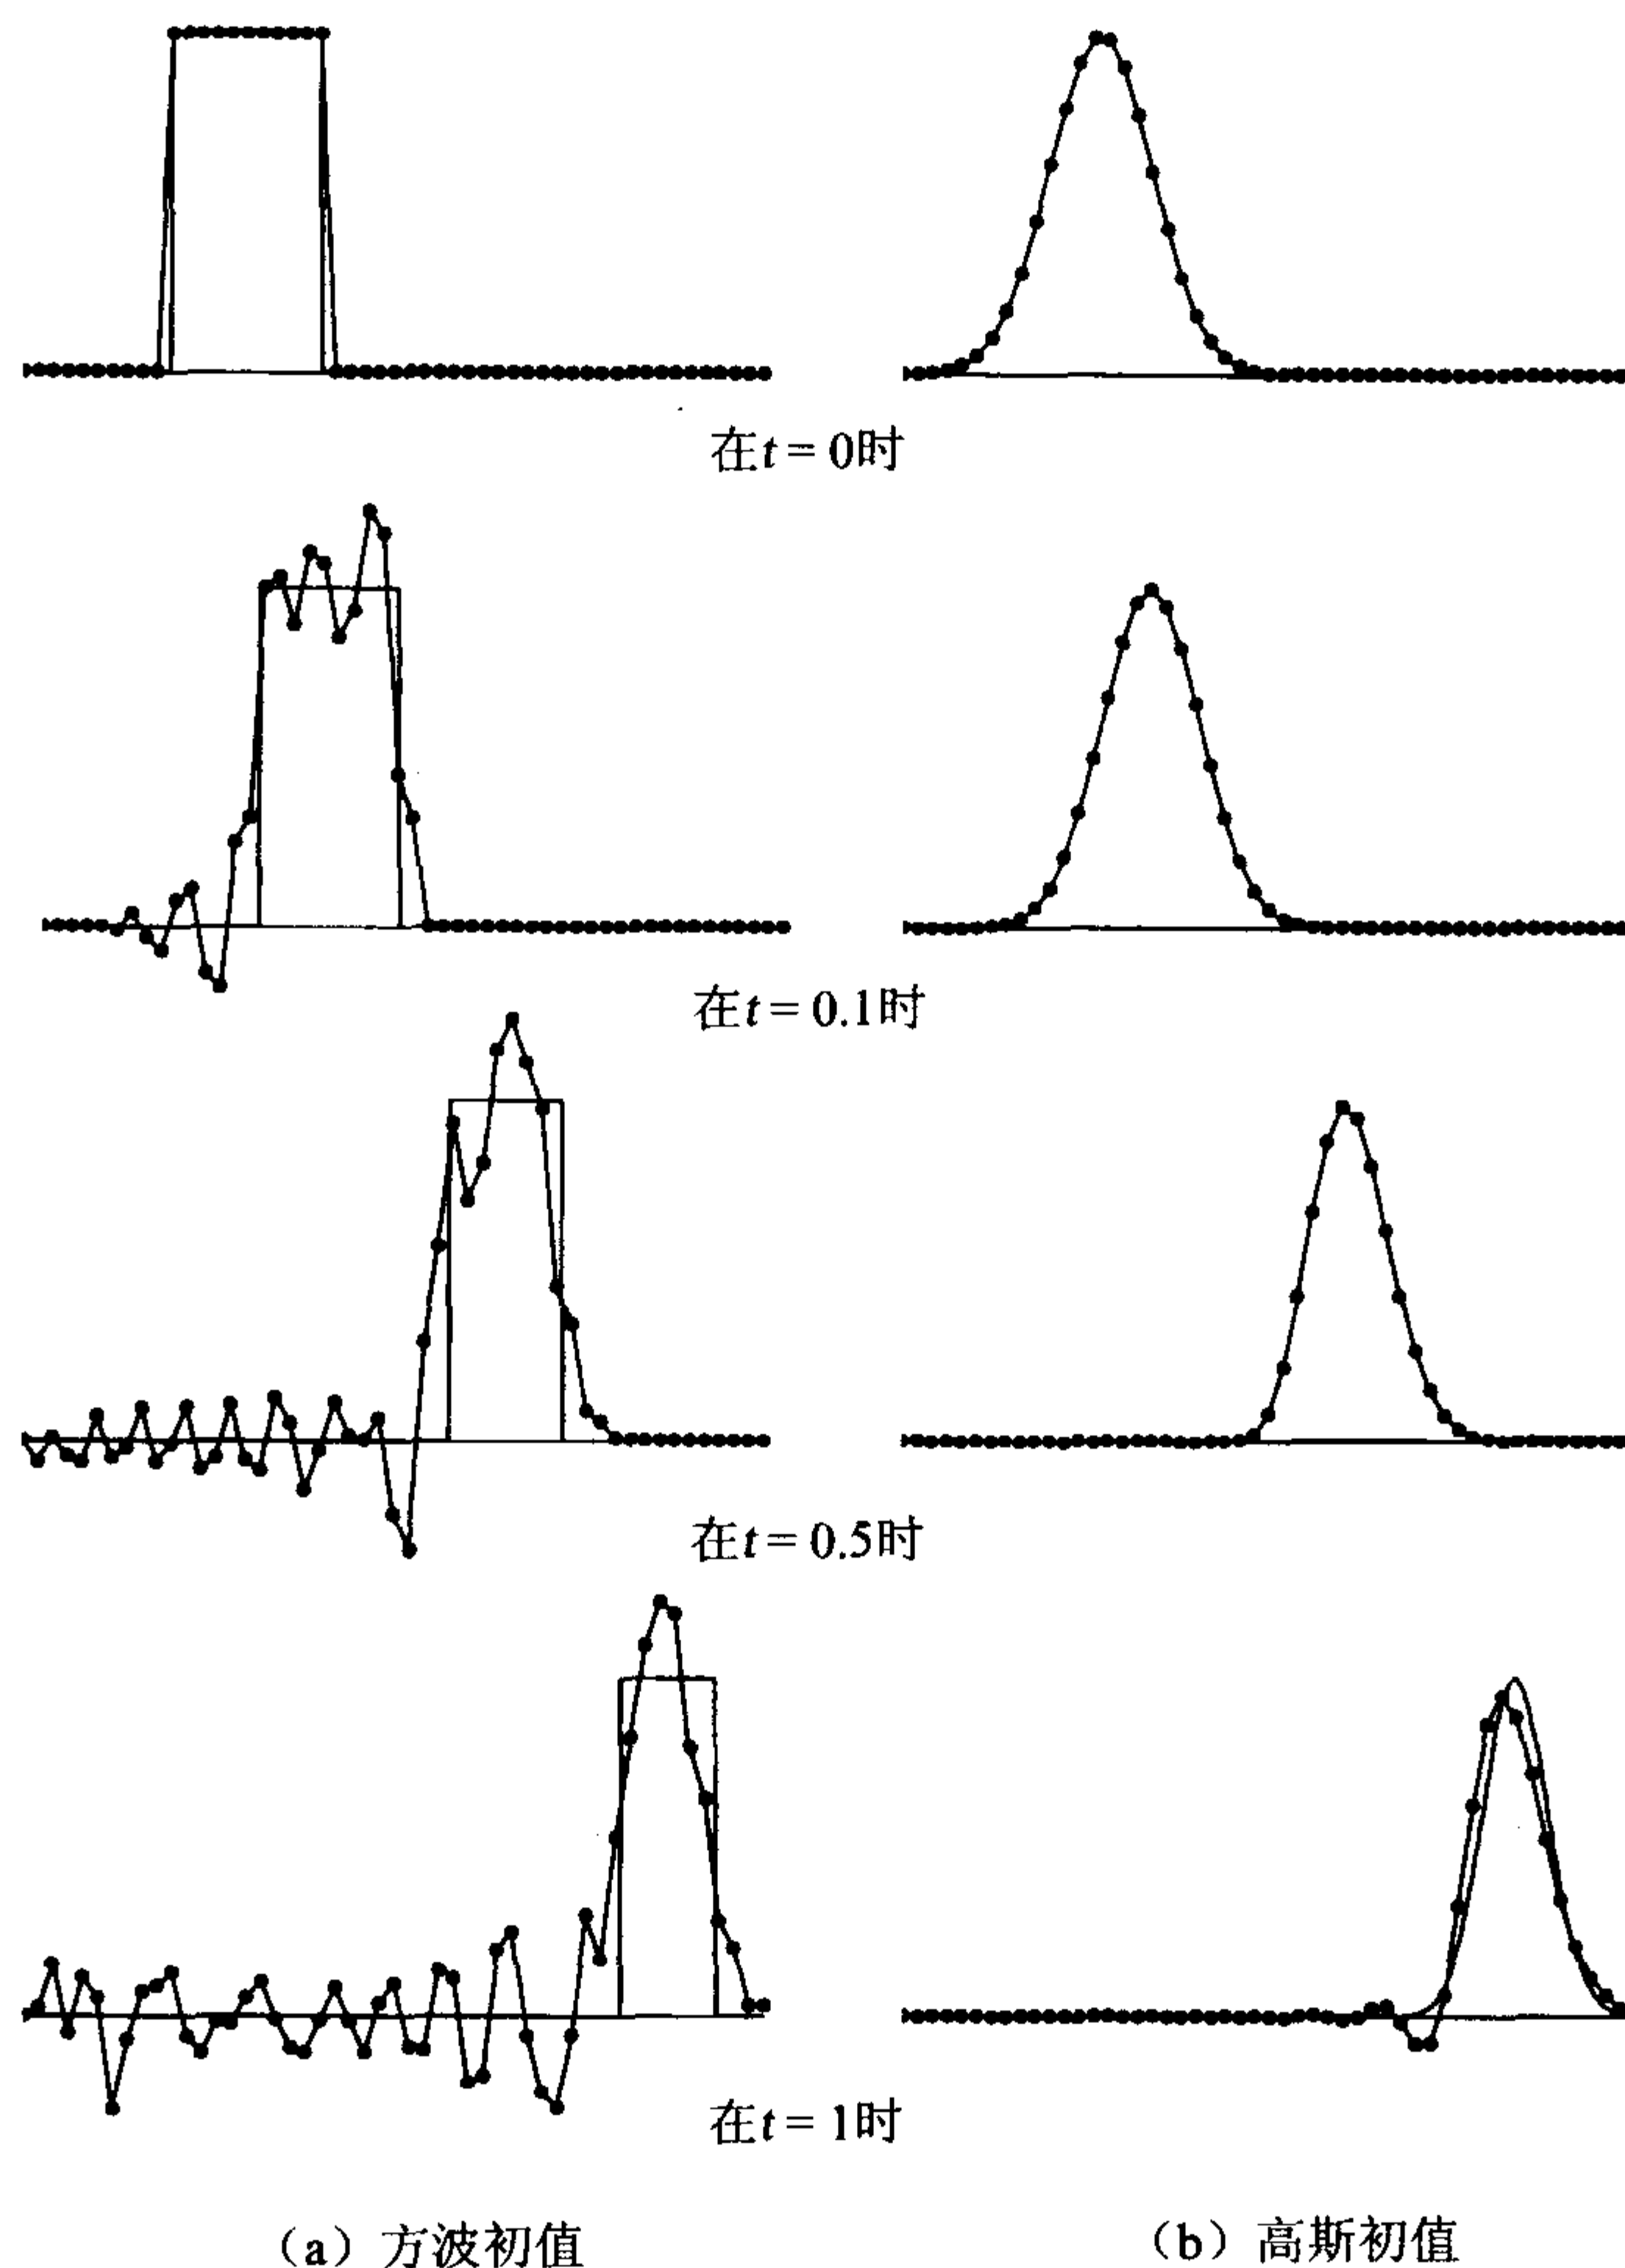 在t = 0时
在t = 0.1时
在t = 0.5时
在t = 1时
（a）方波初值
（b）高斯初值